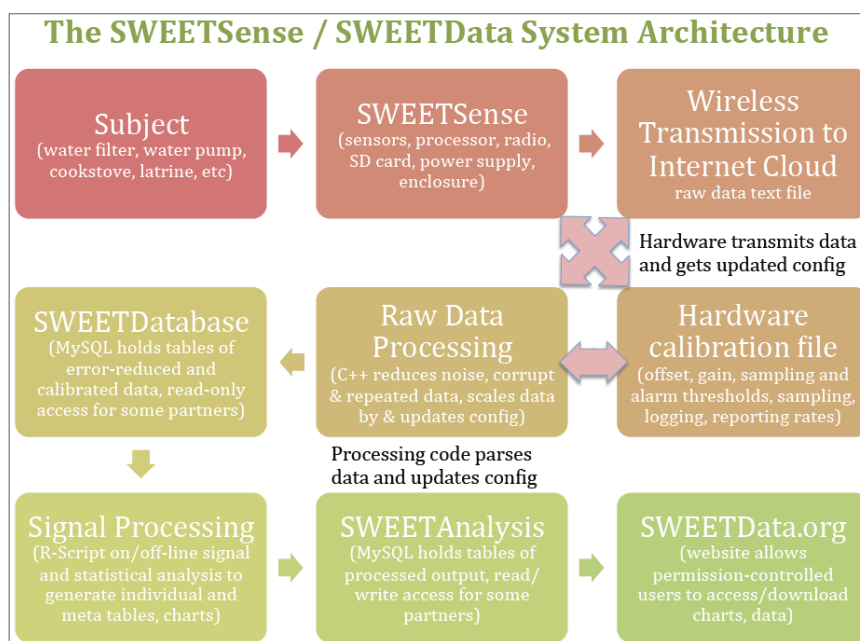 The SWEETSense / SWEETData System Architecture
Subject
(water filter, water pump,
cookstove, latrine, etc)
SWEETSense
(sensors, processor, radio,
SD card, power supply,
enclosure)
Wireless
Transmission to
Internet Cloud
raw data text file
Hardware transmits data
and gets updated config
SWEETDatabase
(MySQL holds tables of
error-reduced and
calibrated data, read-only
access for some partners)
Raw Data
Processing
(C++ reduces noise, corrupt
& repeated data, scales data
by & updates config)
Hardware
calibration file
(offset, gain, sampling and
alarm thresholds, sampling,
logging, reporting rates)
Processing code parses
data and updates config
Signal Processing
(R-Script on/off-line signal
and statistical analysis to
generate individual and
meta tables, charts)
SWEETAnalysis
(MySQL holds tables of
processed output, read/
write access for some
partners)
SWEETData.org
(website allows
permission-controlled
users to access/download
charts, data)